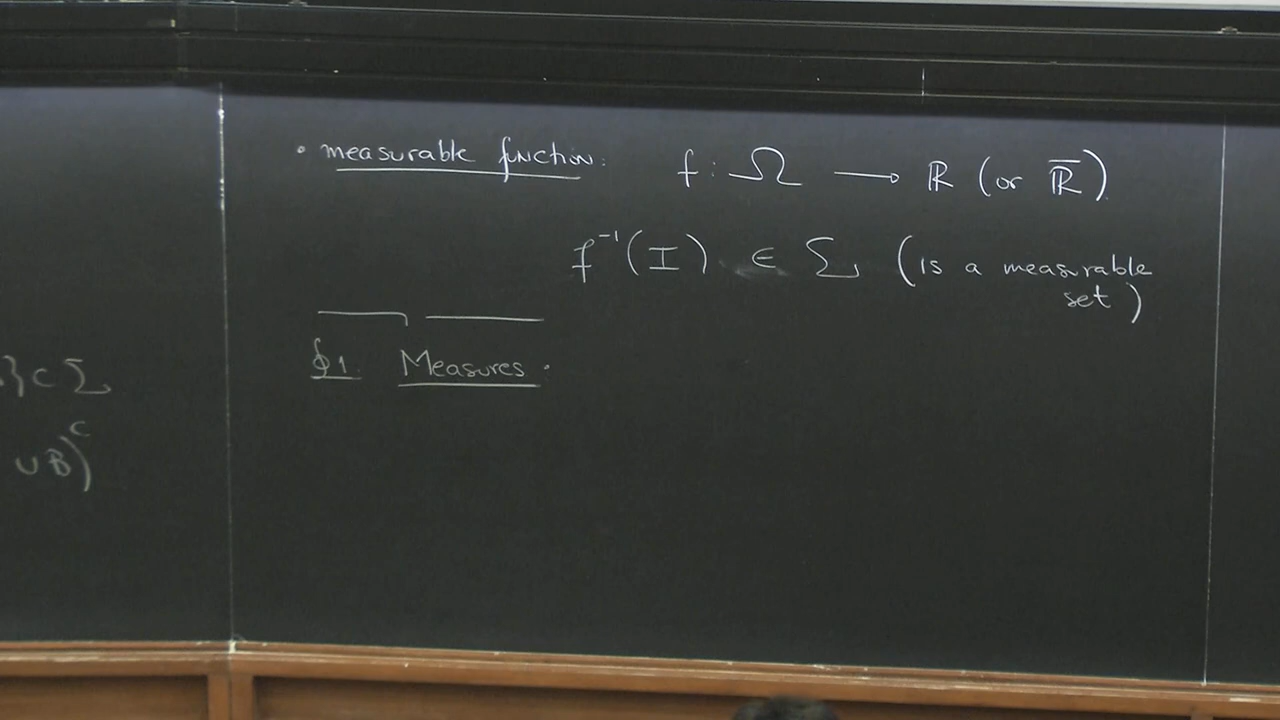 • measurable function: f : Ω ⟶ ℝ (or ℝ̅)
f⁻¹(I) ∈ Σ (is a measurable
set)
§1. Measures.
} ⊂ Σ
∪B)ᶜ